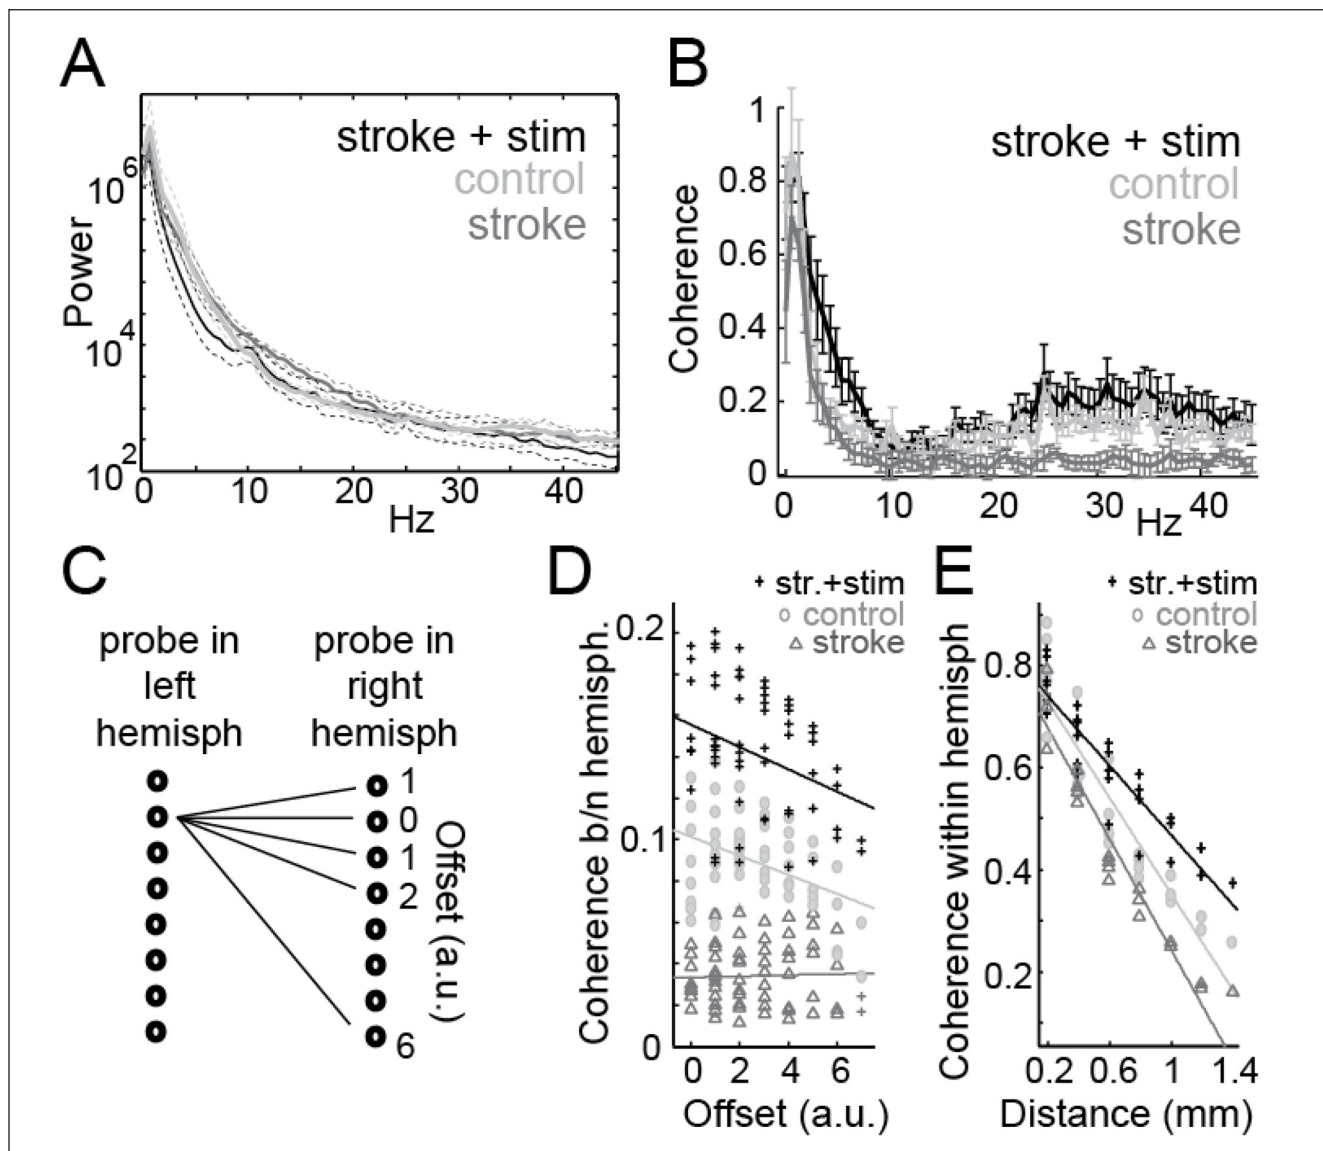 A
stroke + stim
control
stroke
Power
10^6
10^4
10^2
0 10 20 30 40
Hz
B
stroke + stim
control
stroke
Coherence
1
0.8
0.6
0.4
0.2
0
0 10 20 30 40
Hz
C
probe in
left
hemisph
probe in
right
hemisph
1
0
1
2
6
Offset (a.u.)
D
str.+stim
control
stroke
Coherence b/n hemisph.
0.2
0.1
0
0 2 4 6
Offset (a.u.)
E
str.+stim
control
stroke
Coherence within hemisph
0.8
0.6
0.4
0.2
0.2 0.6 1 1.4
Distance (mm)